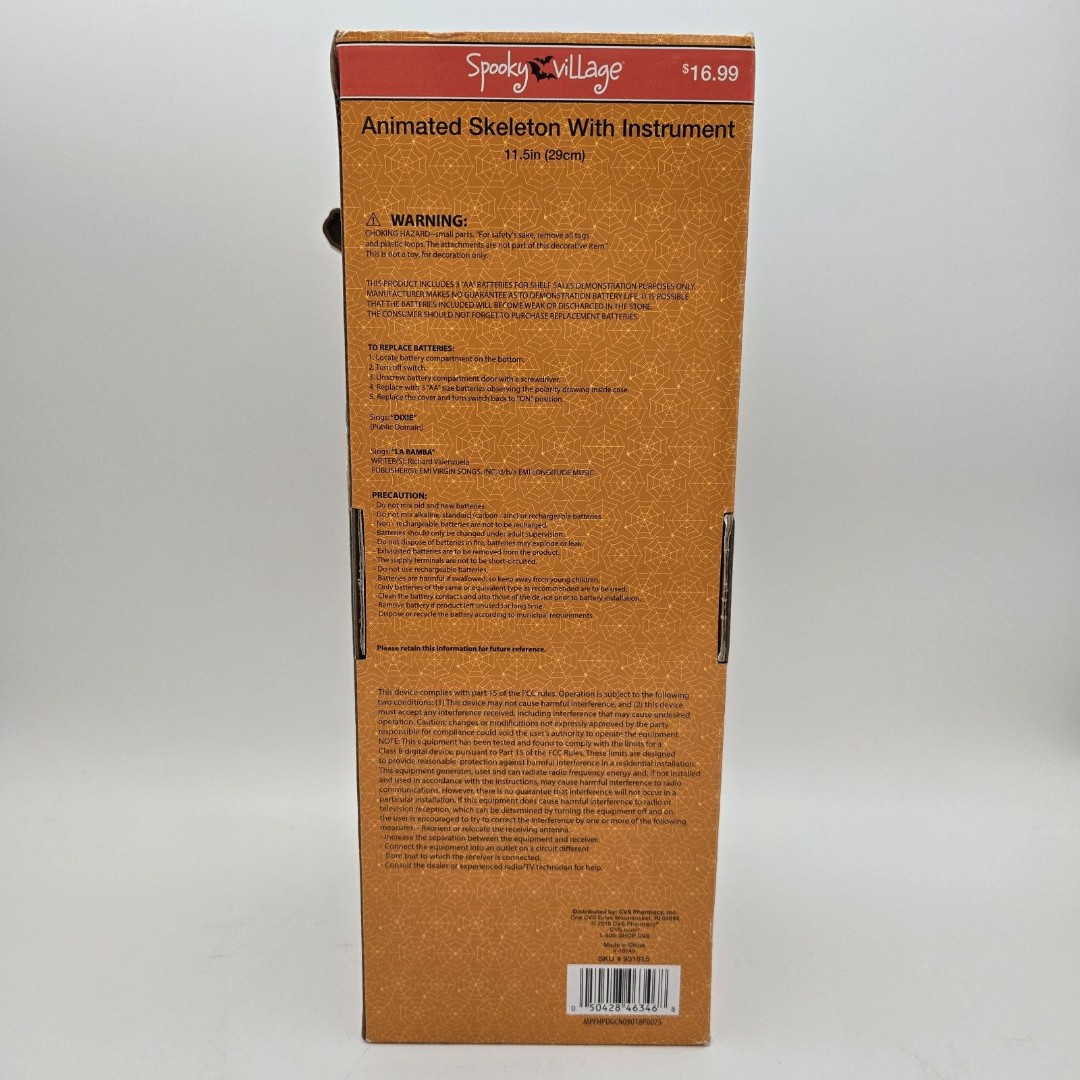 Spooky Village
$16.99
Animated Skeleton With Instrument
11.5in (29cm)
⚠ WARNING:
CHOKING HAZARD--small parts. "For safety's sake, remove all tags
and plastic loops. The attachments are not part of this decorative item."
This is not a toy, for decoration only.
THIS PRODUCT INCLUDES 3 "AA" BATTERIES FOR SHELF SALES DEMONSTRATION PURPOSES ONLY.
MANUFACTURER MAKES NO GUARANTEE AS TO DEMONSTRATION BATTERY LIFE. IT IS POSSIBLE
THAT THE BATTERIES INCLUDED WILL BECOME WEAK OR DISCHARGED IN THE STORE.
THE CONSUMER SHOULD NOT FORGET TO PURCHASE REPLACEMENT BATTERIES.
TO REPLACE BATTERIES:
1. Locate battery compartment on the bottom.
2. Turn off switch.
3. Unscrew battery compartment door with a screwdriver.
4. Replace with 3 "AA" size batteries observing the polarity drawing inside case.
5. Replace the cover and turn switch back to "ON" position.
Sings: "DIXIE"
(Public Domain)
Sings: "LA BAMBA"
WRITER(S): Richard Valenzuela
PUBLISHER(S): EMI VIRGIN SONGS, INC. d/b/a EMI LONGITUDE MUSIC
PRECAUTION:
- Do not mix old and new batteries.
- Do not mix alkaline, standard (carbon - zinc) or rechargeable batteries.
- Non - rechargeable batteries are not to be recharged.
- Batteries should only be changed under adult supervision.
- Do not dispose of batteries in fire, batteries may explode or leak.
- Exhausted batteries are to be removed from the product.
- The supply terminals are not to be short-circuited.
- Do not use rechargeable batteries.
- Batteries are harmful if swallowed, so keep away from young children.
- Only batteries of the same or equivalent type as recommended are to be used.
- Clean the battery contacts and also those of the device prior to battery installation.
- Remove battery if product left unused for long time.
- Dispose or recycle the battery according to municipal requirements.
Please retain this information for future reference.
This device complies with part 15 of the FCC rules. Operation is subject to the following
two conditions: (1) This device may not cause harmful interference, and (2) this device
must accept any interference received, including interference that may cause undesired
operation. Caution: changes or modifications not expressly approved by the party
responsible for compliance could void the user's authority to operate the equipment.
NOTE: This equipment has been tested and found to comply with the limits for a
Class B digital device, pursuant to Part 15 of the FCC Rules. These limits are designed
to provide reasonable protection against harmful interference in a residential installation.
This equipment generates, uses and can radiate radio frequency energy and, if not installed
and used in accordance with the instructions, may cause harmful interference to radio
communications. However, there is no guarantee that interference will not occur in a
particular installation. If this equipment does cause harmful interference to radio or
television reception, which can be determined by turning the equipment off and on,
the user is encouraged to try to correct the interference by one or more of the following
measures: - Reorient or relocate the receiving antenna.
- Increase the separation between the equipment and receiver.
- Connect the equipment into an outlet on a circuit different
from that to which the receiver is connected.
- Consult the dealer or experienced radio/TV technician for help.
Distributed by: CVS Pharmacy, Inc.
One CVS Drive Woonsocket, RI 02895
© 2018 CVS Pharmacy®
CVS.com®
1-800-SHOP CVS
Made in China
SKU # 931815
0 50428 46346 8
MPFHPDGCN09018P0075